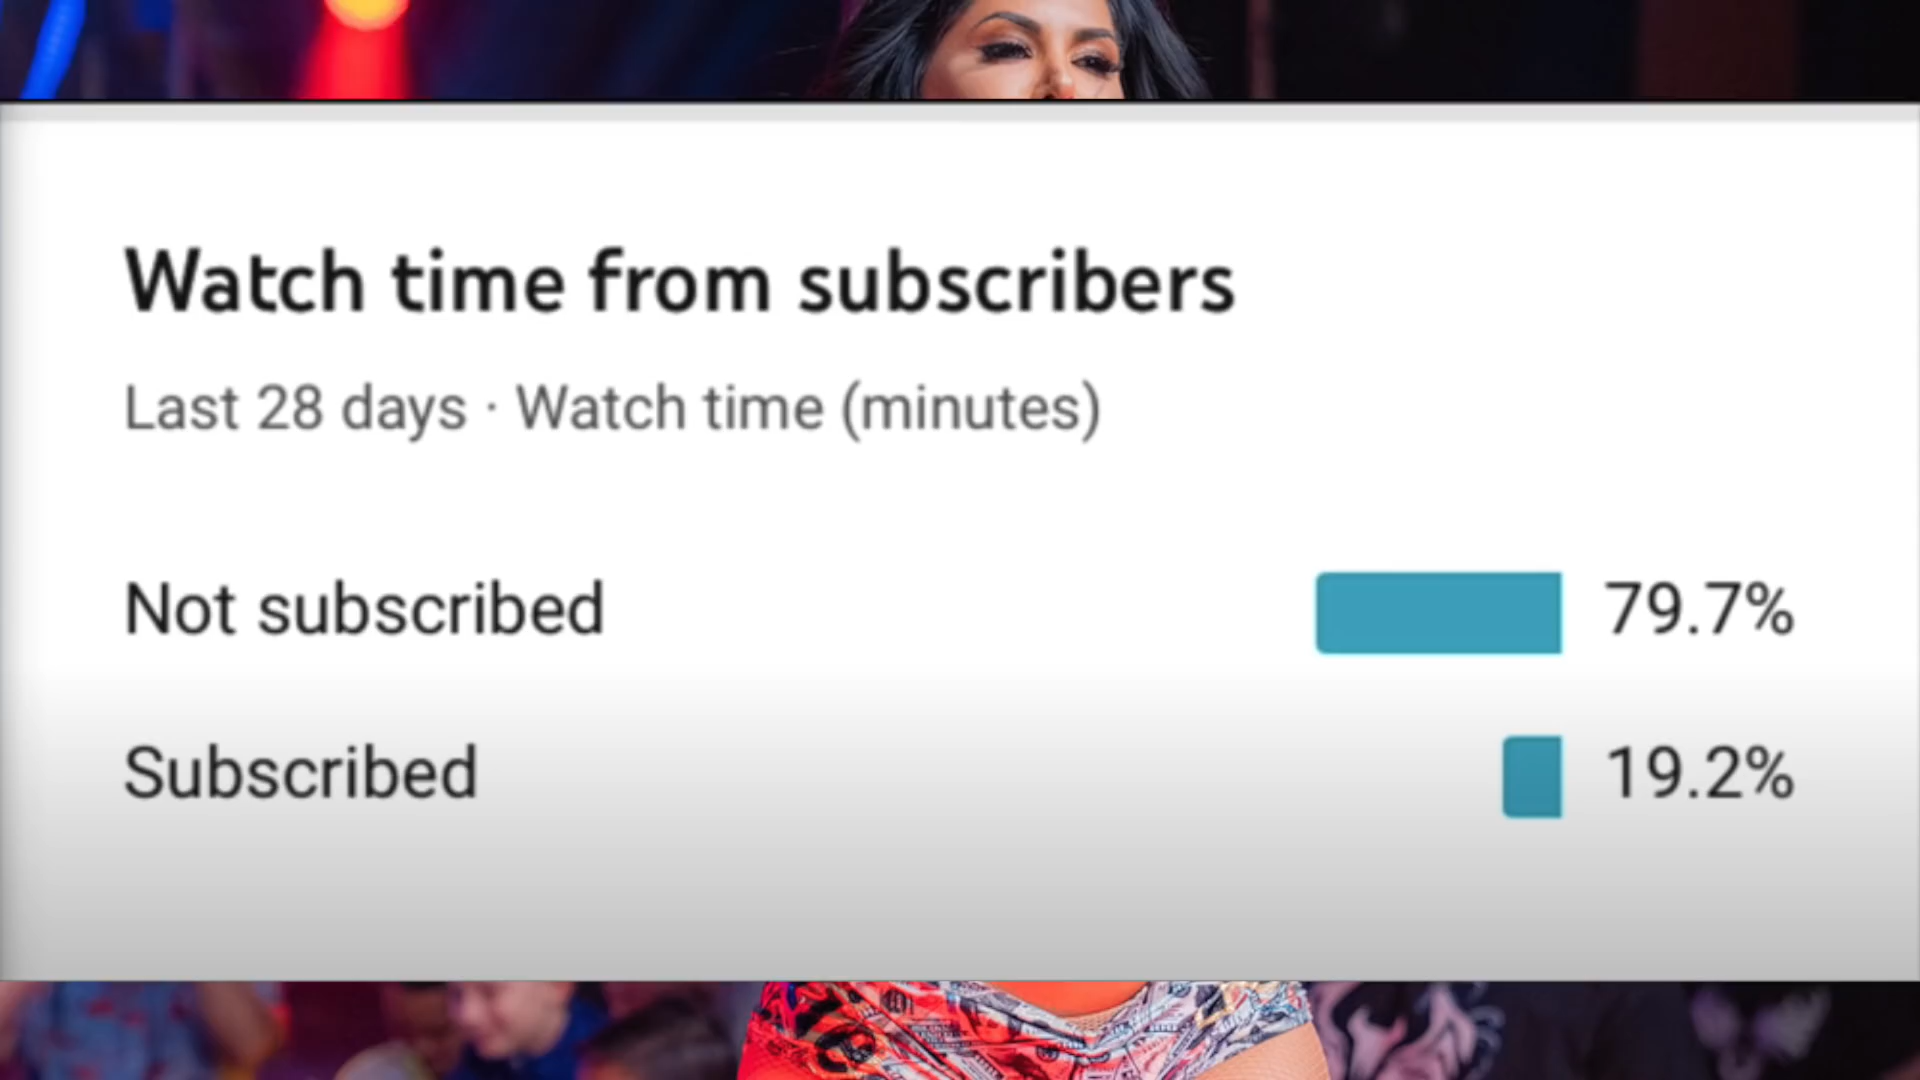 Watch time from subscribers
Last 28 days · Watch time (minutes)
Not subscribed 79.7%
Subscribed 19.2%